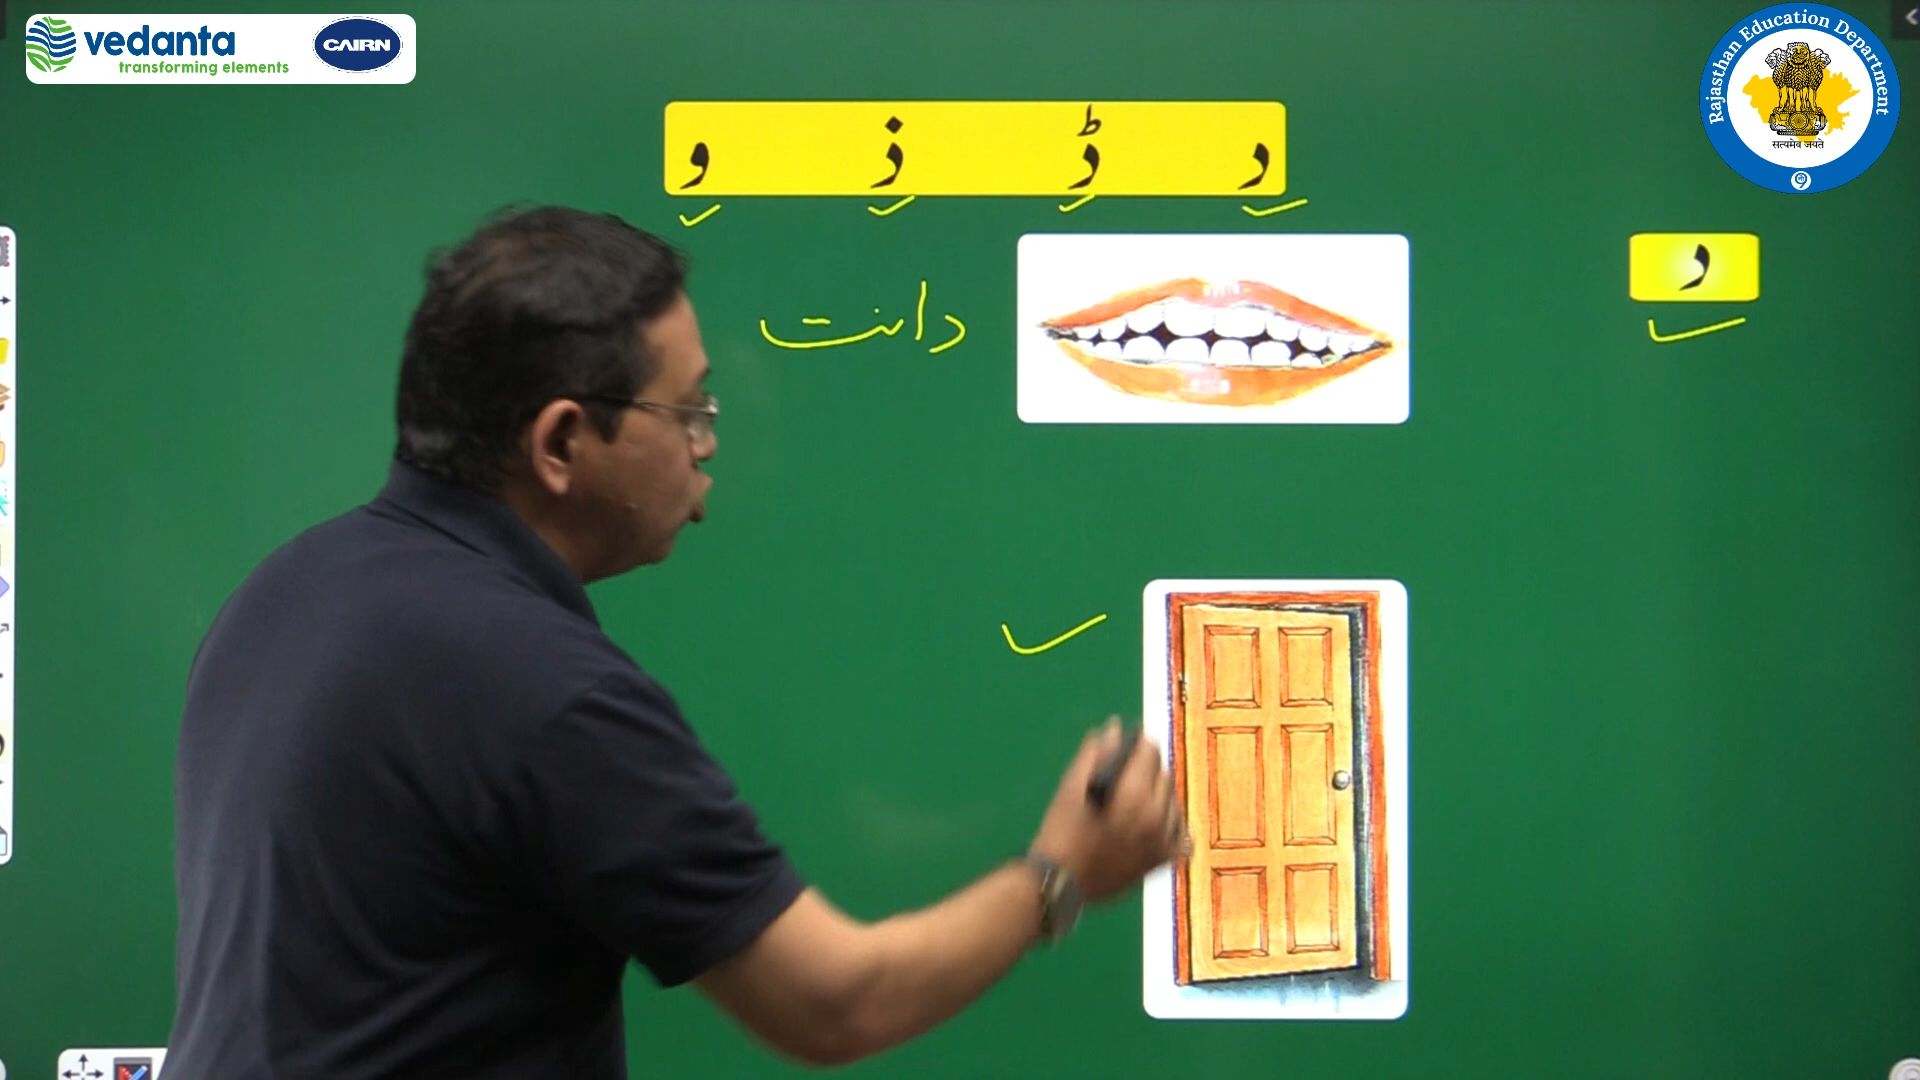 vedanta
transforming elements
CAIRN
Rajasthan Education Department
सत्यमेव जयते
دِ ڈِ ذِ وِ
د
دانت